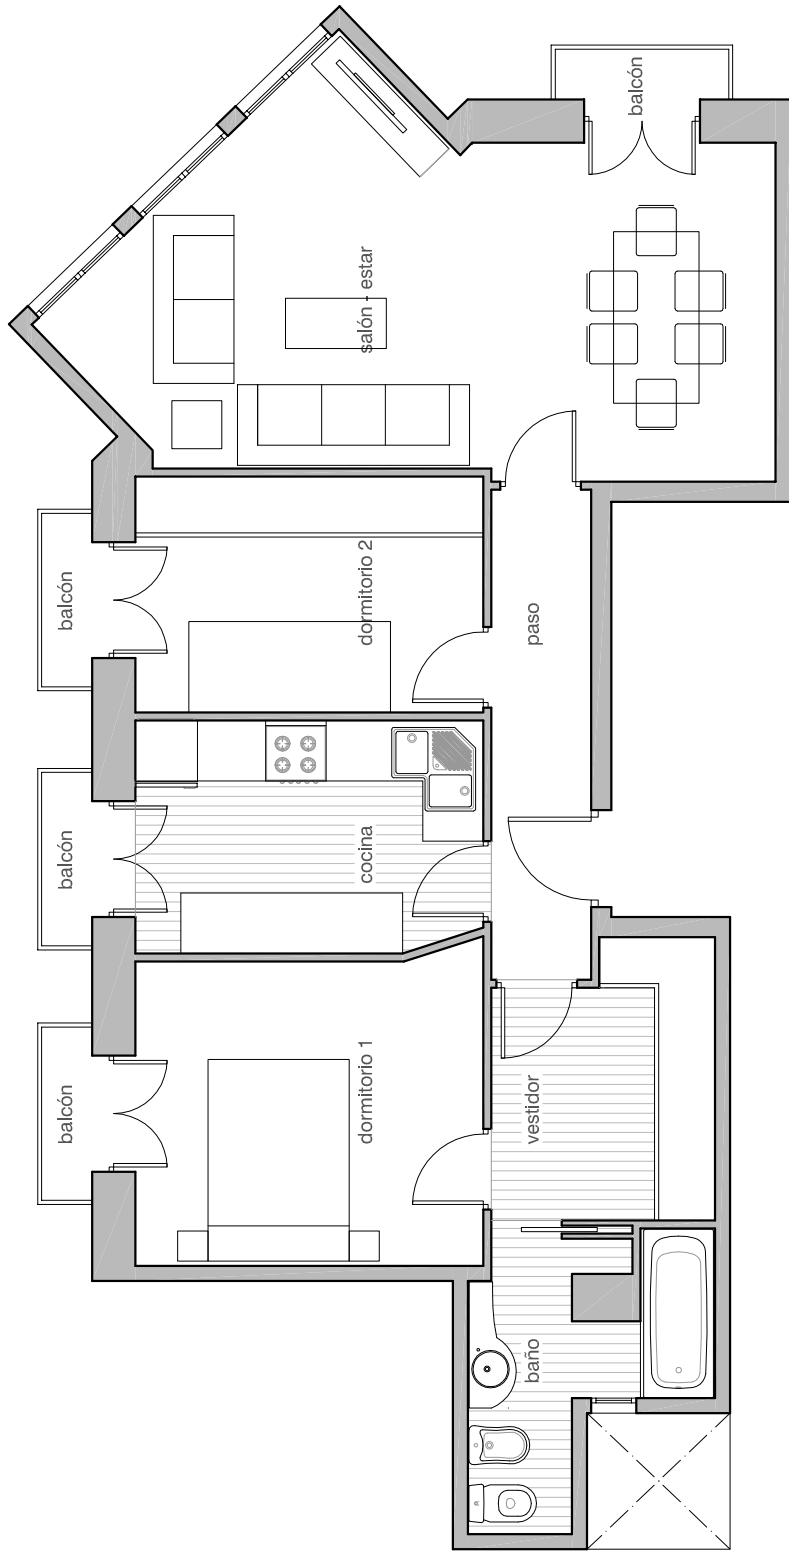 balcón
salón - estar
balcón
dormitorio 2
paso
balcón
cocina
balcón
dormitorio 1
vestidor
baño